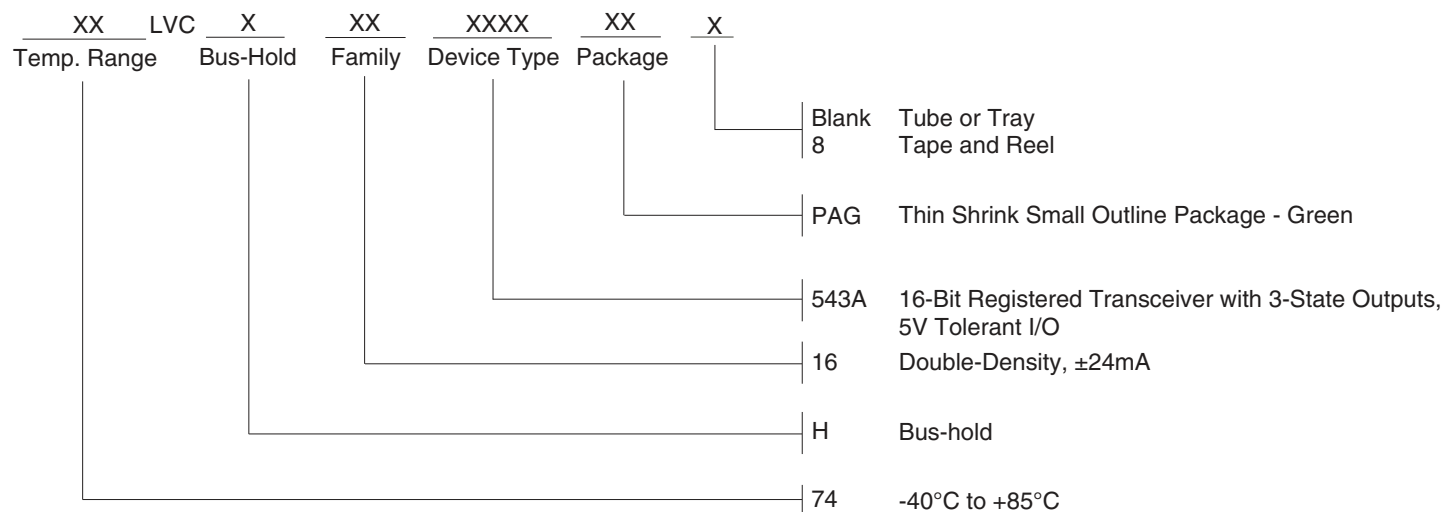 XX LVC X XX XXXX XX X
Temp. Range Bus-Hold Family Device Type Package
Blank Tube or Tray
8 Tape and Reel
PAG Thin Shrink Small Outline Package - Green
543A 16-Bit Registered Transceiver with 3-State Outputs,
5V Tolerant I/O
16 Double-Density, ±24mA
H Bus-hold
74 -40°C to +85°C